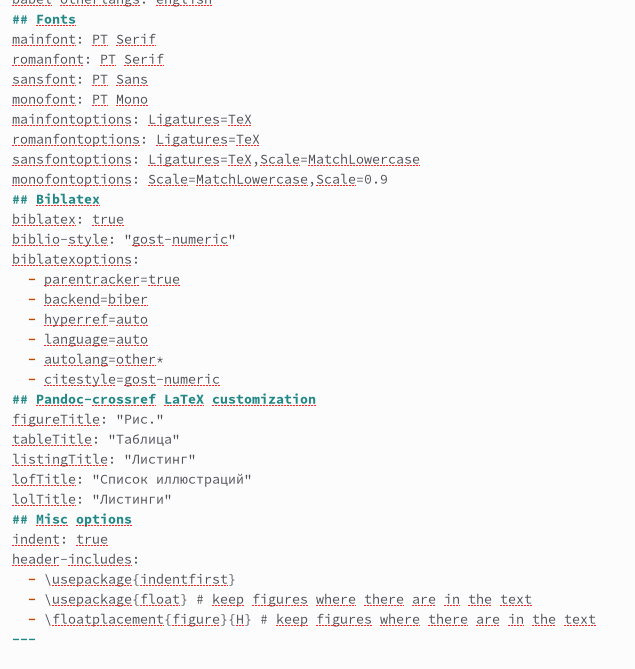 babel-otherlangs: english
## Fonts
mainfont: PT Serif
romanfont: PT Serif
sansfont: PT Sans
monofont: PT Mono
mainfontoptions: Ligatures=TeX
romanfontoptions: Ligatures=TeX
sansfontoptions: Ligatures=TeX,Scale=MatchLowercase
monofontoptions: Scale=MatchLowercase,Scale=0.9
## Biblatex
biblatex: true
biblio-style: "gost-numeric"
biblatexoptions:
  - parentracker=true
  - backend=biber
  - hyperref=auto
  - language=auto
  - autolang=other*
  - citestyle=gost-numeric
## Pandoc-crossref LaTeX customization
figureTitle: "Рис."
tableTitle: "Таблица"
listingTitle: "Листинг"
lofTitle: "Список иллюстраций"
lolTitle: "Листинги"
## Misc options
indent: true
header-includes:
  - \usepackage{indentfirst}
  - \usepackage{float} # keep figures where there are in the text
  - \floatplacement{figure}{H} # keep figures where there are in the text
---